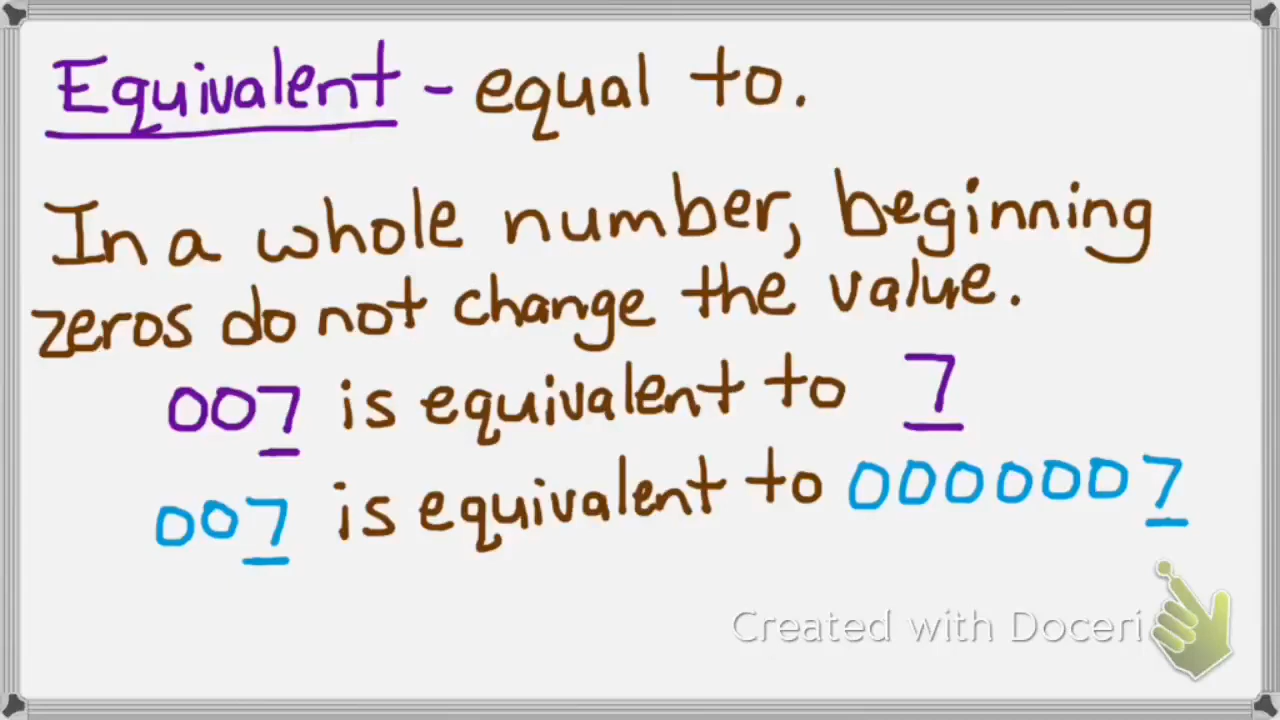 Equivalent - equal to.
In a whole number, beginning
zeros do not change the value.
007 is equivalent to 7
007 is equivalent to 0000007
Created with Doceri